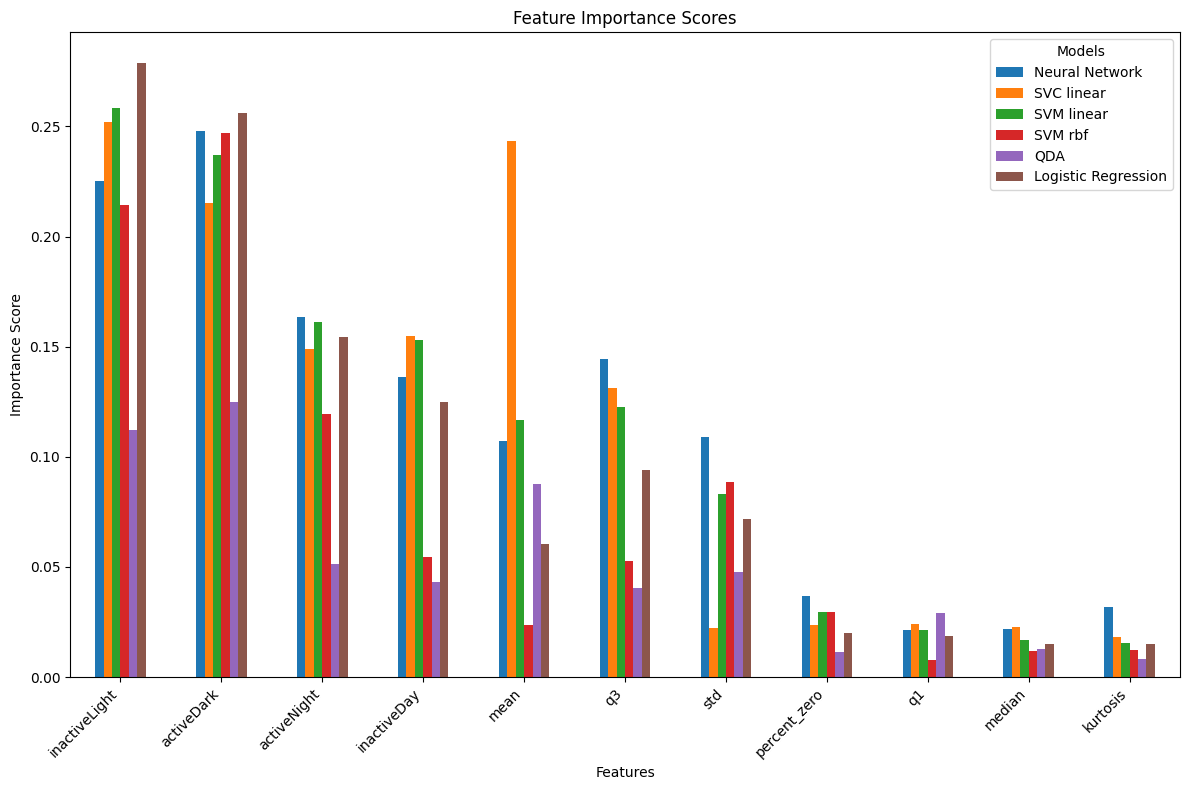 Feature Importance Scores
Models
Neural Network
SVC linear
SVM linear
SVM rbf
QDA
Logistic Regression
Importance Score
0.25
0.20
0.15
0.10
0.05
0.00
inactiveLight
activeDark
activeNight
inactiveDay
mean
q3
std
percent_zero
q1
median
kurtosis
Features